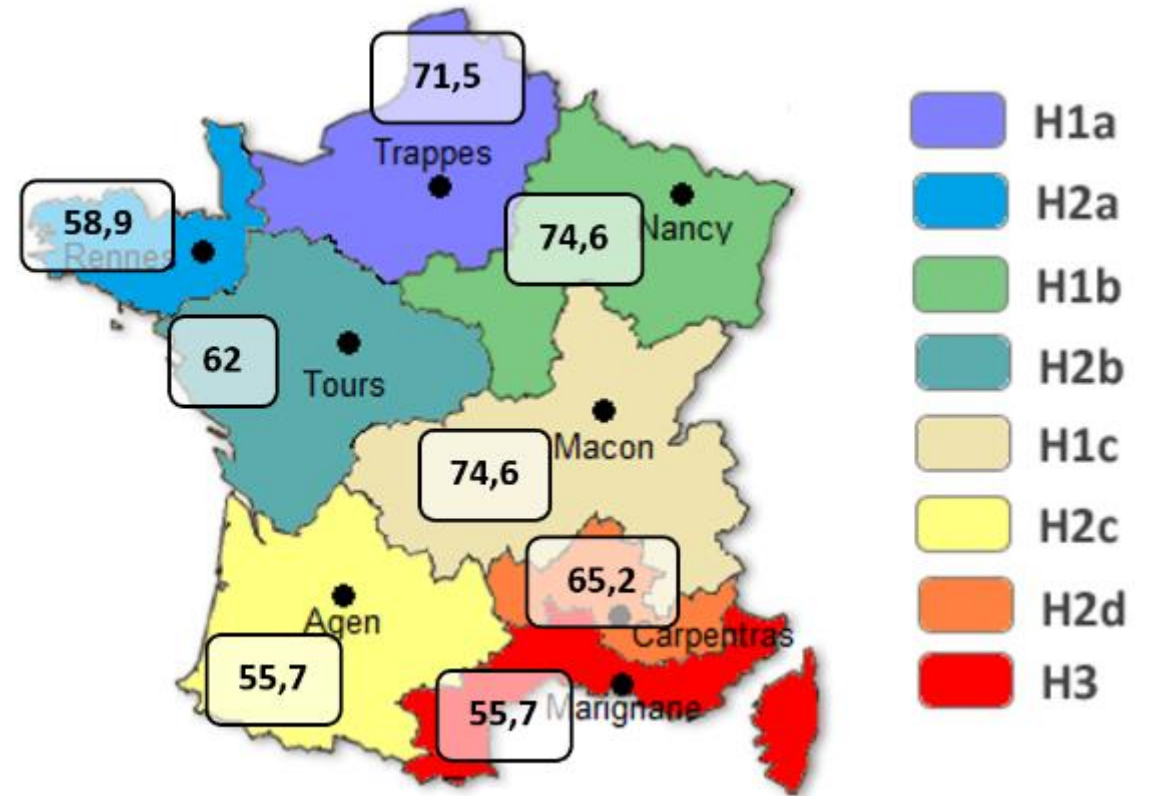 71,5
Trappes
58,9
Rennes
74,6
Nancy
62
Tours
Macon
74,6
65,2
Carpentras
Agen
55,7
55,7
Marignane
H1a
H2a
H1b
H2b
H1c
H2c
H2d
H3